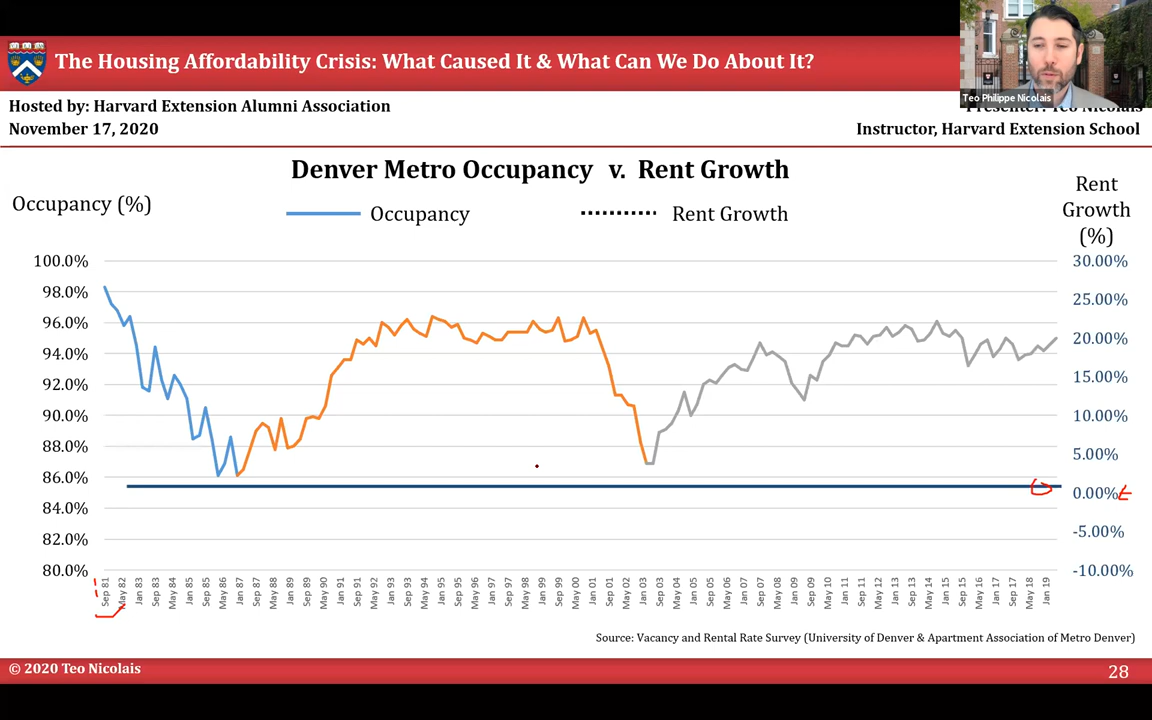 The Housing Affordability Crisis: What Caused It & What Can We Do About It?
Teo Philippe Nicolais
Hosted by: Harvard Extension Alumni Association
Presenter: Teo Nicolais
November 17, 2020
Instructor, Harvard Extension School
Denver Metro Occupancy v. Rent Growth
Occupancy (%)
Occupancy
Rent Growth
Rent
Growth
(%)
100.0%
98.0%
96.0%
94.0%
92.0%
90.0%
88.0%
86.0%
84.0%
82.0%
80.0%
30.00%
25.00%
20.00%
15.00%
10.00%
5.00%
0.00%
-5.00%
-10.00%
Sep 81
May 82
Jan 83
Sep 83
May 84
Jan 85
Sep 85
May 86
Jan 87
Sep 87
May 88
Jan 89
Sep 89
May 90
Jan 91
Sep 91
May 92
Jan 93
Sep 93
May 94
Jan 95
Sep 95
May 96
Jan 97
Sep 97
May 98
Jan 99
Sep 99
May 00
Jan 01
Sep 01
May 02
Jan 03
Sep 03
May 04
Jan 05
Sep 05
May 06
Jan 07
Sep 07
May 08
Jan 09
Sep 09
May 10
Jan 11
Sep 11
May 12
Jan 13
Sep 13
May 14
Jan 15
Sep 15
May 16
Jan 17
Sep 17
May 18
Jan 19
Source: Vacancy and Rental Rate Survey (University of Denver & Apartment Association of Metro Denver)
© 2020 Teo Nicolais
28